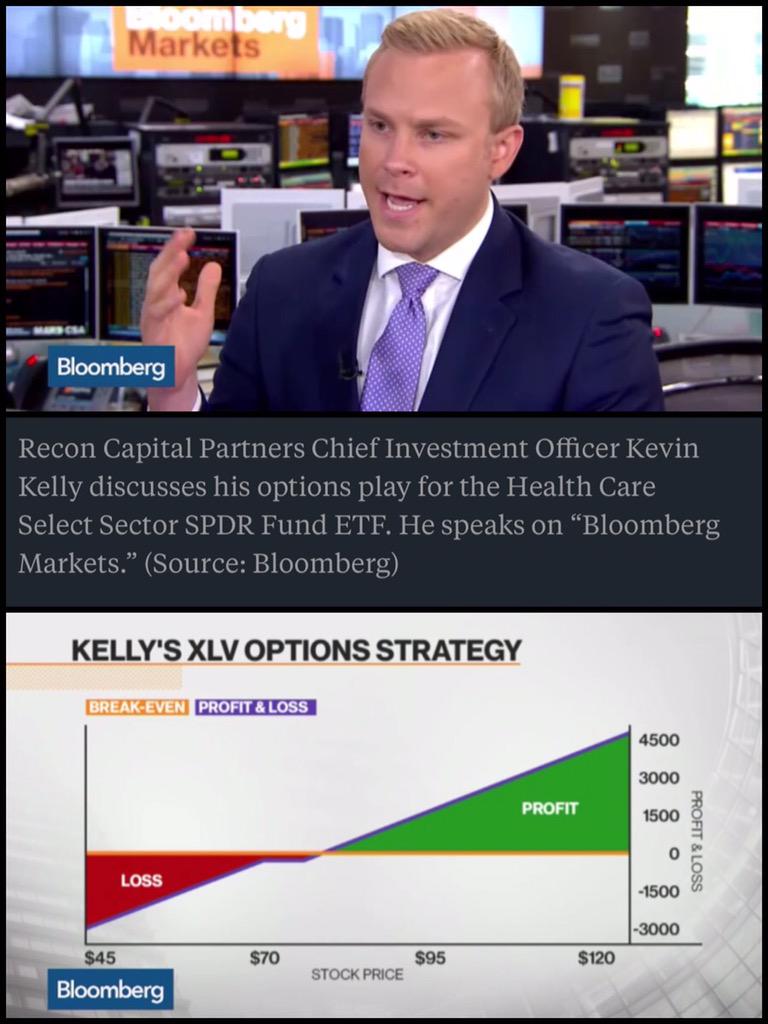 Bloomberg
Markets
Bloomberg
Recon Capital Partners Chief Investment Officer Kevin
Kelly discusses his options play for the Health Care
Select Sector SPDR Fund ETF. He speaks on “Bloomberg
Markets.” (Source: Bloomberg)
KELLY'S XLV OPTIONS STRATEGY
BREAK-EVEN PROFIT & LOSS
4500
3000
1500
0
-1500
-3000
PROFIT & LOSS
PROFIT
LOSS
$45 $70 $95 $120
STOCK PRICE
Bloomberg